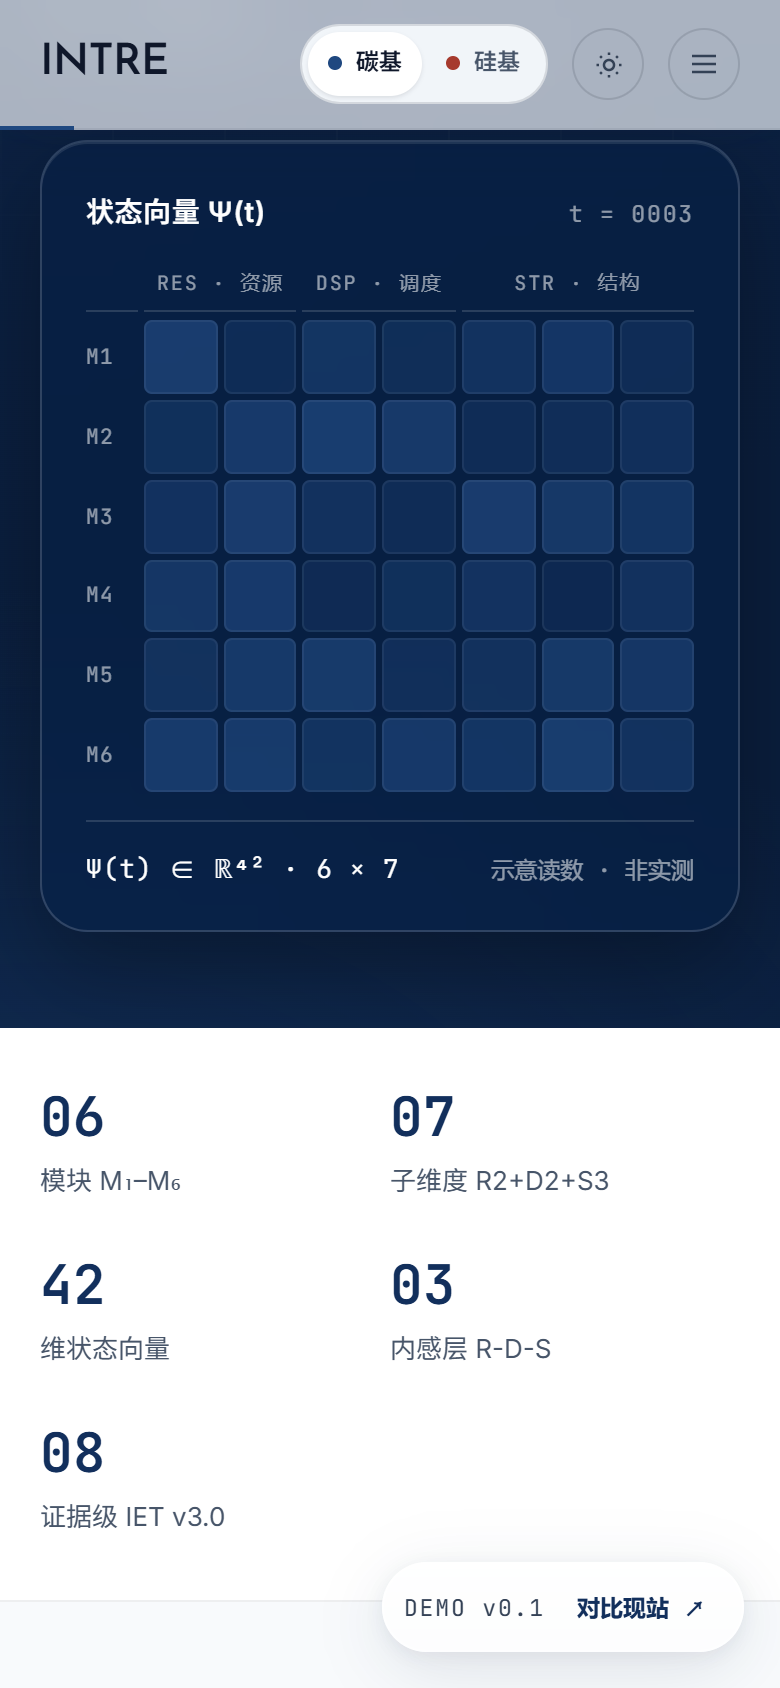 INTRE
碳基 硅基
状态向量 Ψ(t) t = 0003
RES · 资源 DSP · 调度 STR · 结构
M1
M2
M3
M4
M5
M6
Ψ(t) ∈ ℝ⁴² · 6 × 7 示意读数 · 非实测
06 07
模块 M₁–M₆ 子维度 R2+D2+S3
42 03
维状态向量 内感层 R-D-S
08
证据级 IET v3.0
DEMO v0.1 对比现站 ↗